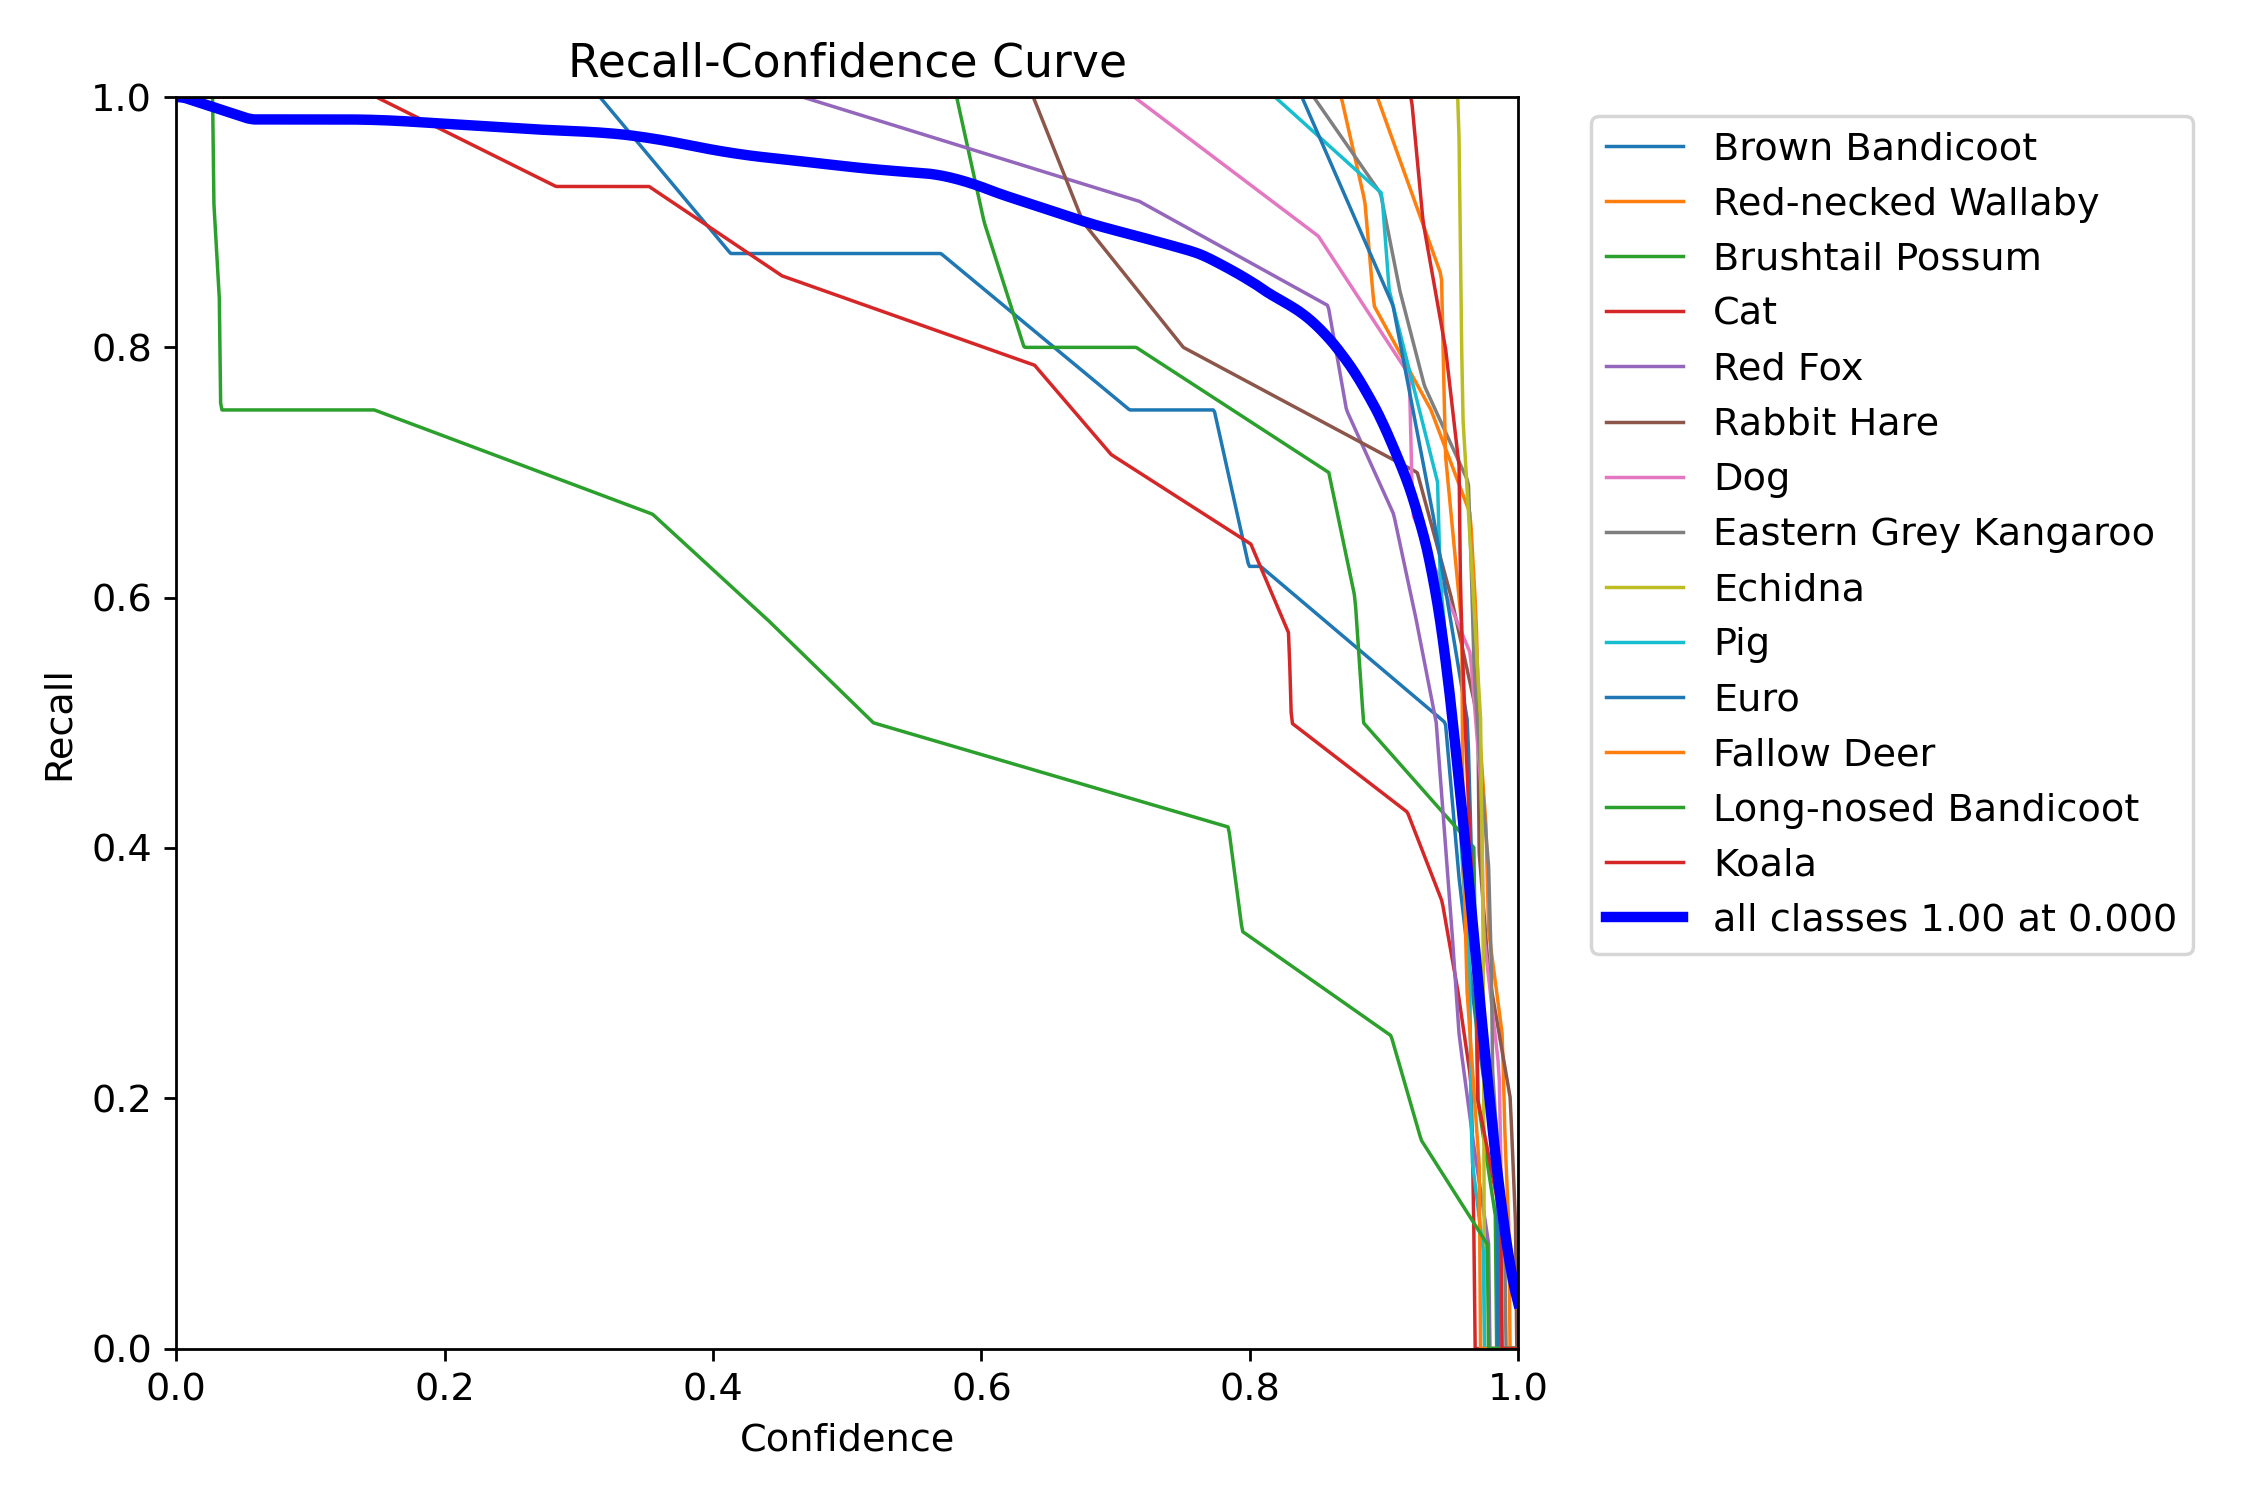 Recall-Confidence Curve
1.0
0.8
0.6
0.4
0.2
0.0
Recall
0.0 0.2 0.4 0.6 0.8 1.0
Confidence
Brown Bandicoot
Red-necked Wallaby
Brushtail Possum
Cat
Red Fox
Rabbit Hare
Dog
Eastern Grey Kangaroo
Echidna
Pig
Euro
Fallow Deer
Long-nosed Bandicoot
Koala
all classes 1.00 at 0.000